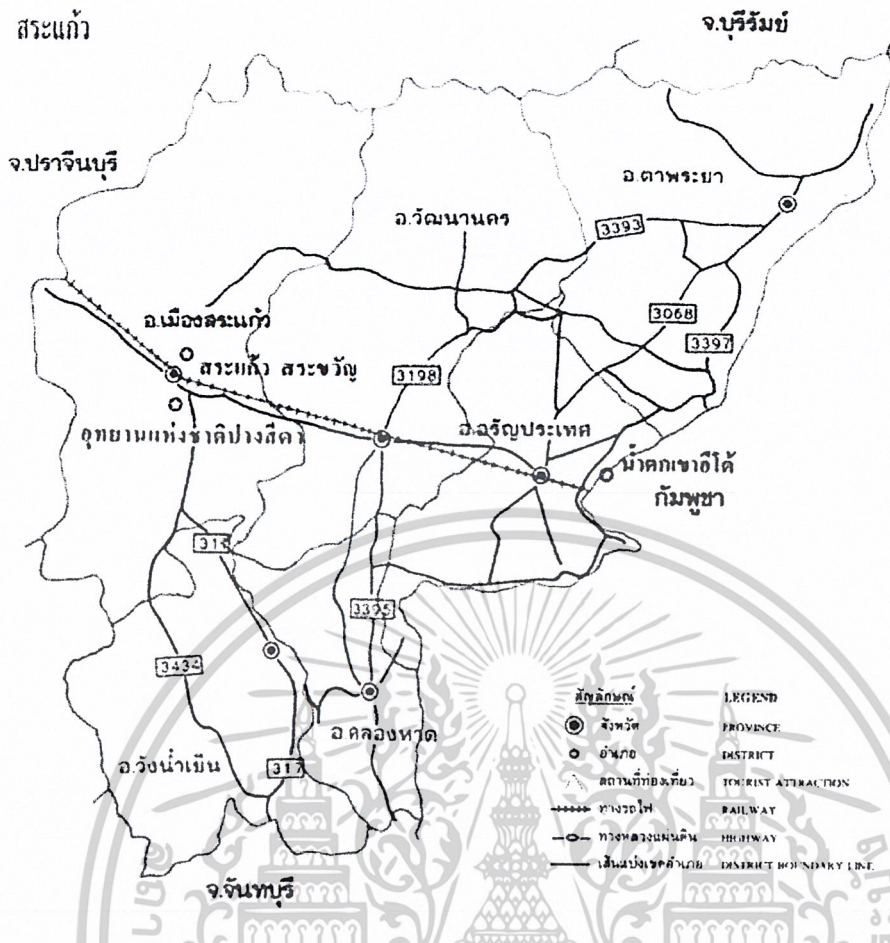 สระแก้ว
จ.บุรีรัมย์
จ.ปราจีนบุรี
อ.ตาพระยา
อ.วัฒนานคร
3393
3068
อ.เมืองสระแก้ว
3397
สระแก้ว สระขวัญ
3198
อ.อรัญประเทศ
อุทยานแห่งชาติปางสีดา
น้ำตกเขาอีโด้
กัมพูชา
3395
3434
สัญลักษณ์ LEGEND
จังหวัด PROVINCE
อำเภอ DISTRICT
สถานที่ท่องเที่ยว TOURIST ATTRACTION
ทางรถไฟ RAILWAY
ทางหลวงแผ่นดิน HIGHWAY
เส้นแบ่งเขตอำเภอ DISTRICT BOUNDARY LINE
อ.คลองหาด
อ.วังน้ำเย็น
317
จ.จันทบุรี